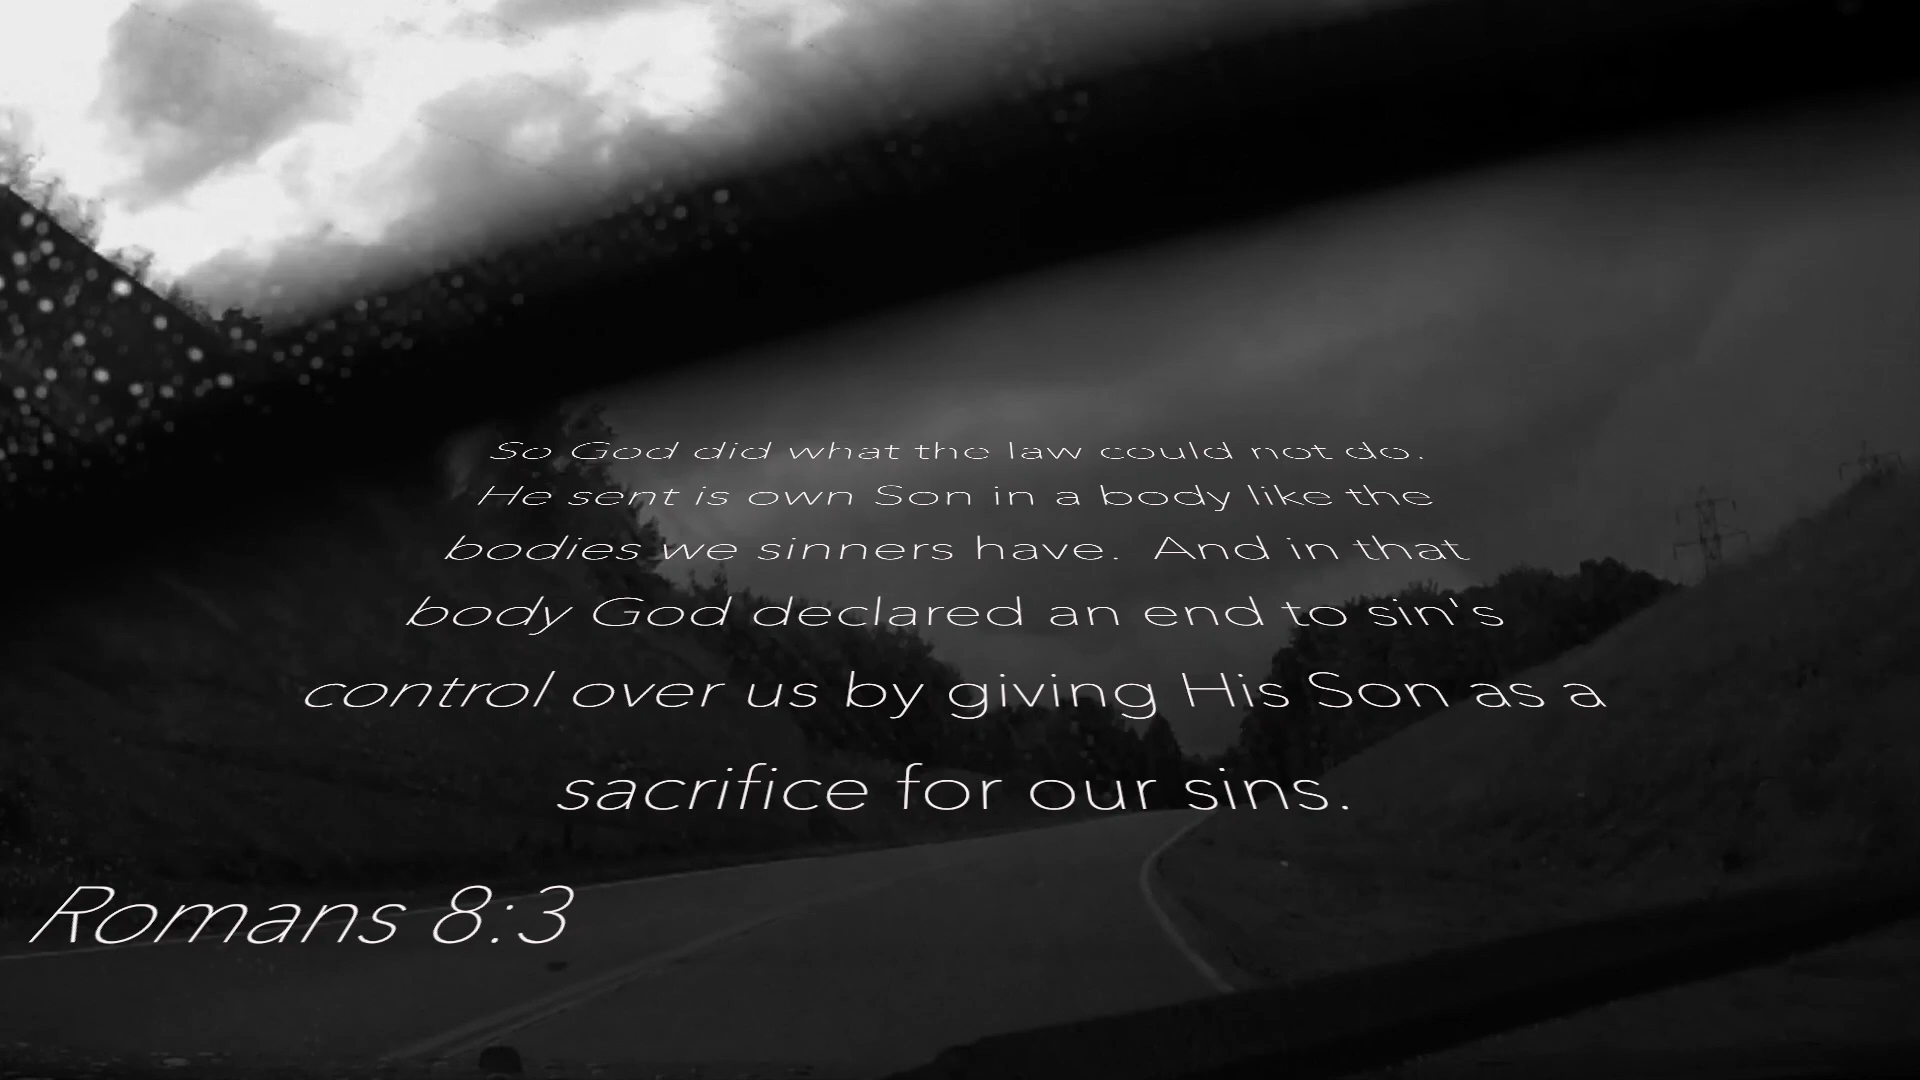 So God did what the law could not do.
He sent is own Son in a body like the
bodies we sinners have. And in that
body God declared an end to sin's
control over us by giving His Son as a
sacrifice for our sins.
Romans 8:3